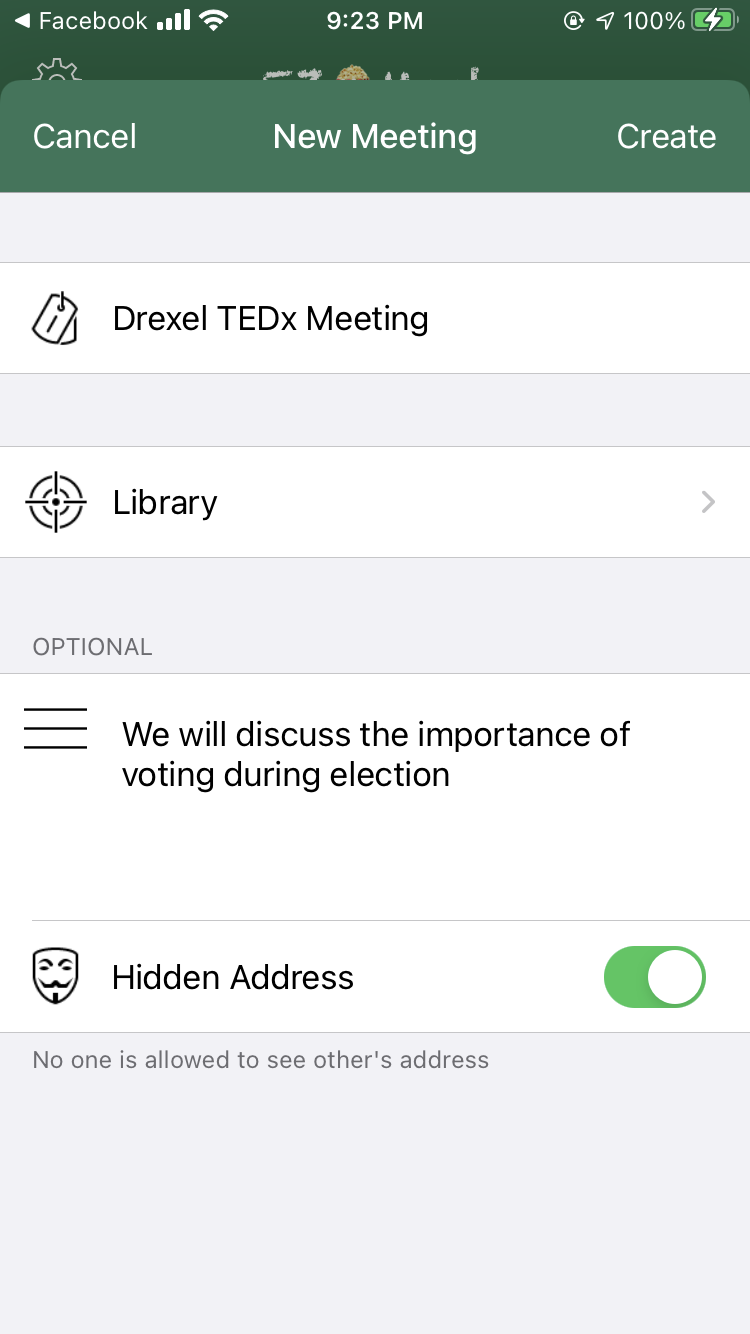 Facebook 9:23 PM 100%
Cancel New Meeting Create
Drexel TEDx Meeting
Library
OPTIONAL
We will discuss the importance of
voting during election
Hidden Address
No one is allowed to see other's address